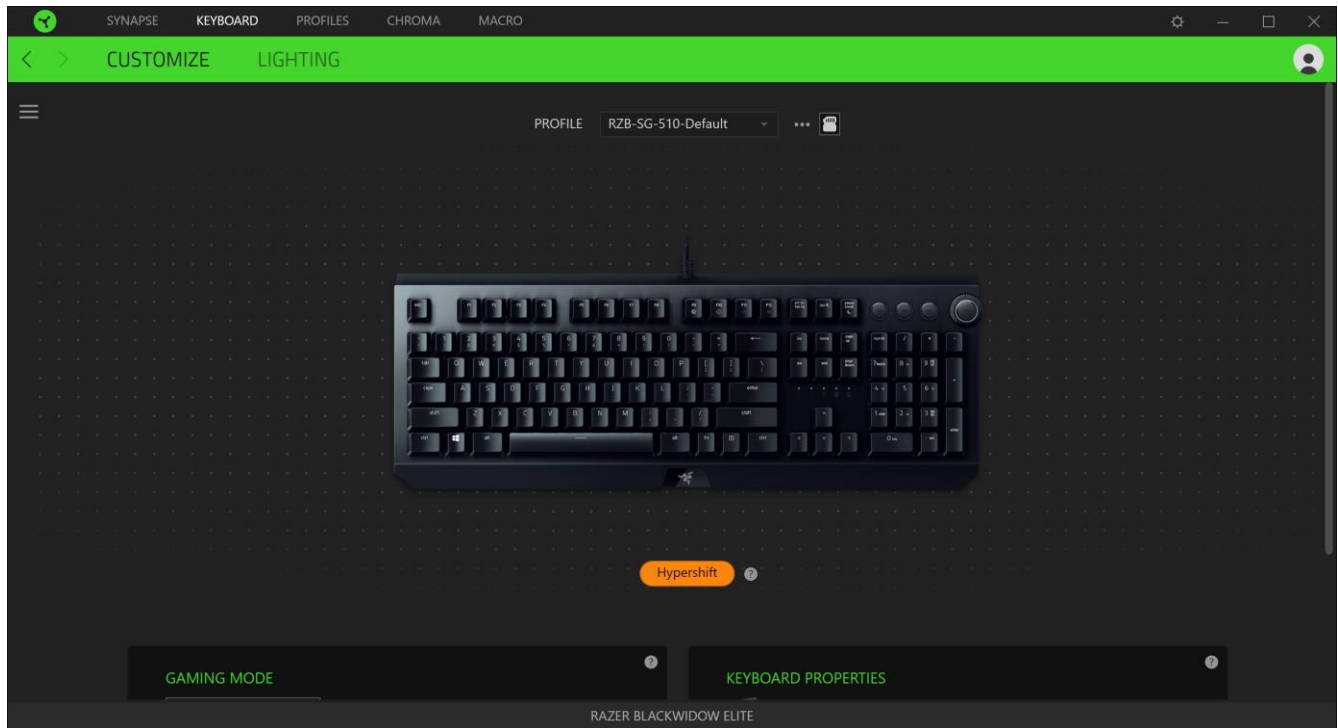 SYNAPSE KEYBOARD PROFILES CHROMA MACRO
CUSTOMIZE LIGHTING
PROFILE RZB-SG-510-Default
Hypershift ?
GAMING MODE ?
KEYBOARD PROPERTIES ?
RAZER BLACKWIDOW ELITE